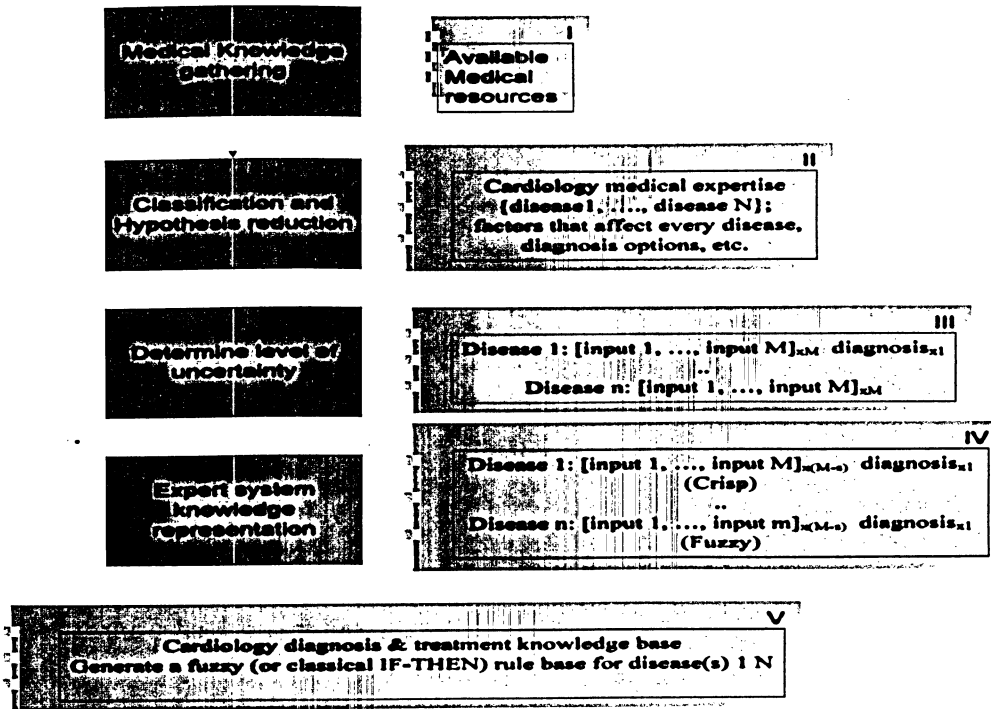 Medical Knowledge
gathering
I
Available
Medical
resources
Classification and
Hypothesis reduction
II
Cardiology medical expertise
{disease1, ...., disease N};
factors that affect every disease,
diagnosis options, etc.
Determine level of
uncertainty
III
Disease 1: [input 1, ..., input M]xM diagnosisx1
..
Disease n: [input 1, ...., input M]xM
Expert system
knowledge
representation
IV
Disease 1: [input 1, ...., input M]x(M-s) diagnosisx1
(Crisp)
..
Disease n: [input 1, ...., input m]x(M-s) diagnosisx1
(Fuzzy)
V
Cardiology diagnosis & treatment knowledge base
Generate a fuzzy (or classical IF-THEN) rule base for disease(s) 1 N